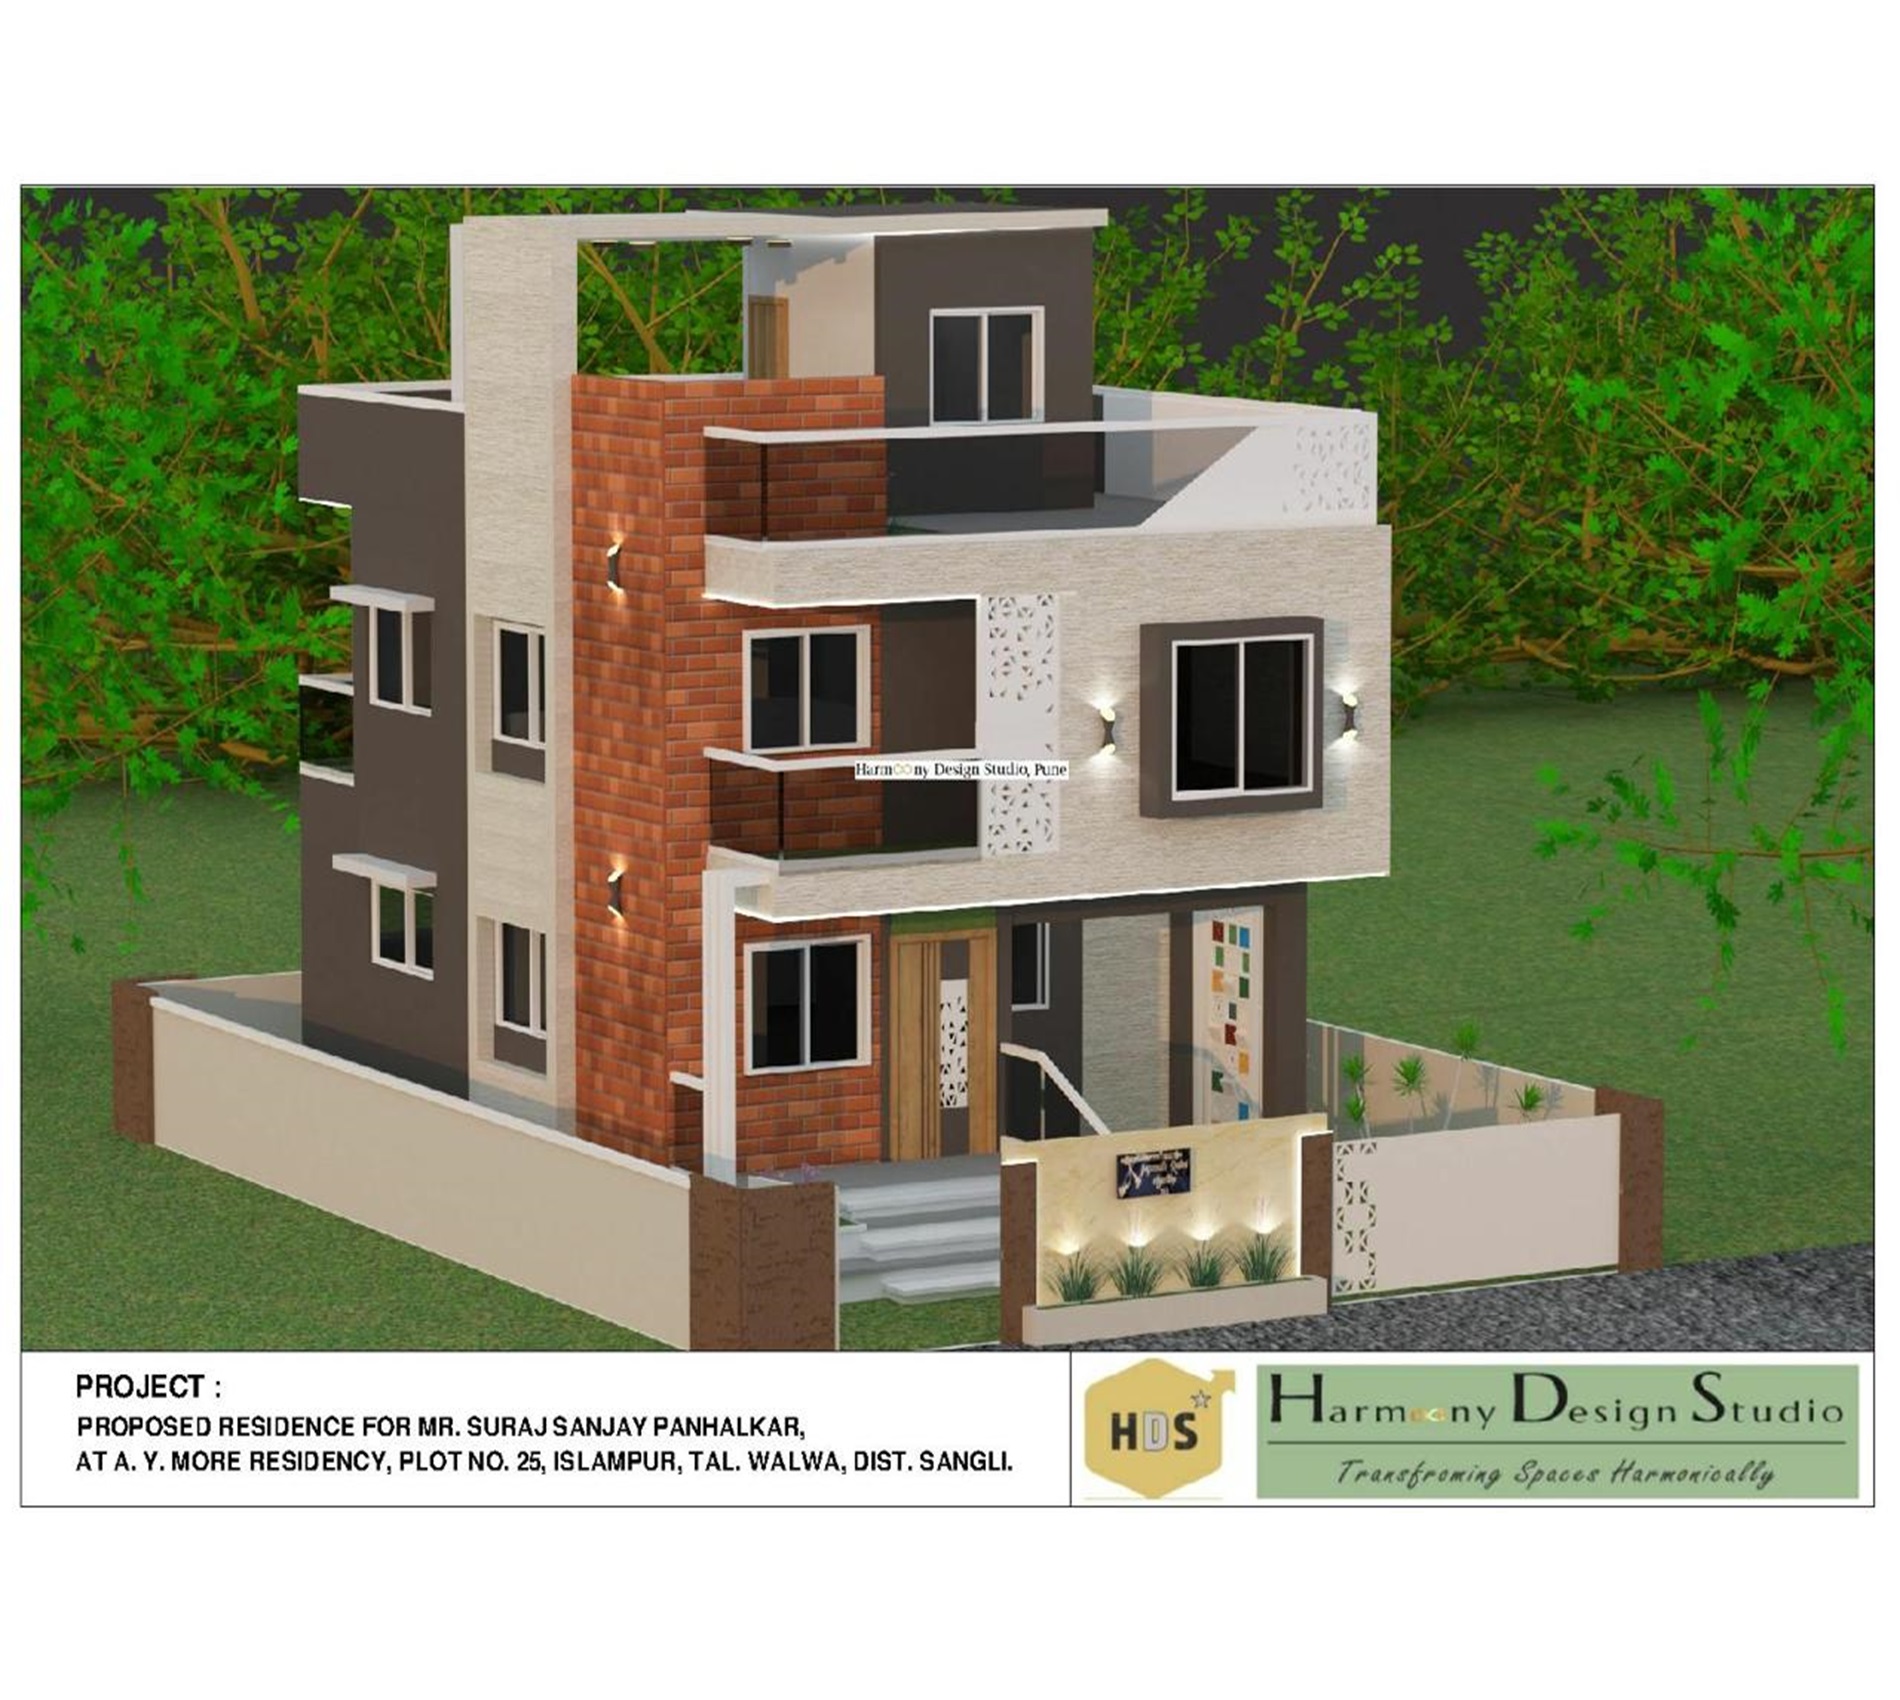 Harmoony Design Studio, Pune
PROJECT :
PROPOSED RESIDENCE FOR MR. SURAJ SANJAY PANHALKAR,
AT A. Y. MORE RESIDENCY, PLOT NO. 25, ISLAMPUR, TAL. WALWA, DIST. SANGLI.
HDS
Harmoony Design Studio
Transfroming Spaces Harmonically